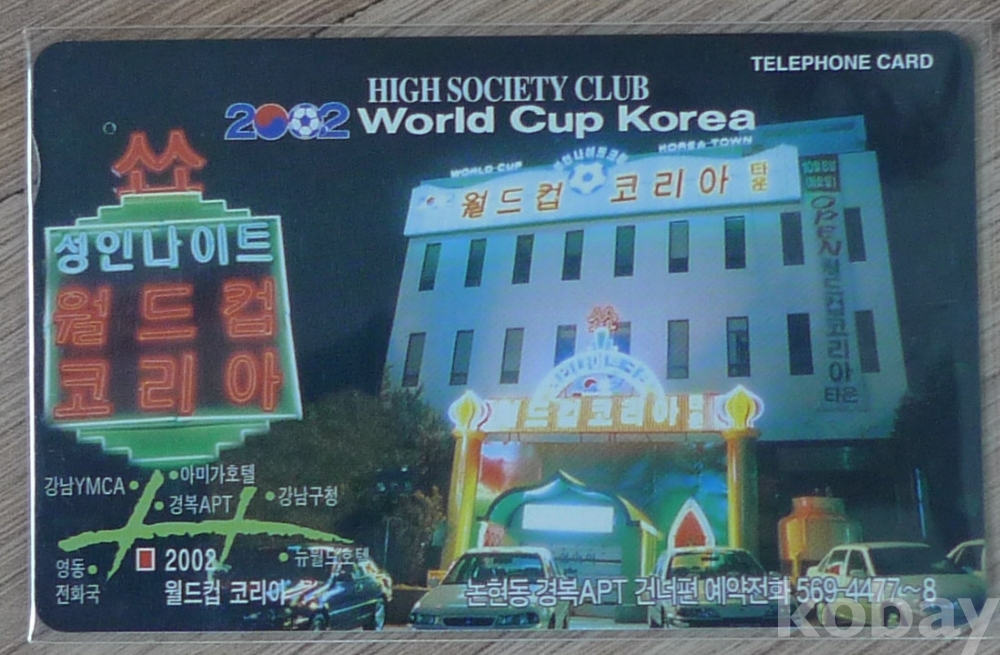 TELEPHONE CARD
HIGH SOCIETY CLUB
2002 World Cup Korea
WORLD CUP
KOREA TOWN
월드컵 코리아 타운
쑈
성인나이트
월드컵
코리아
OPEN 월드컵코리아 타운
월드컵코리아
강남YMCA
아미가호텔
경복APT
강남구청
영동
전화국
2002
월드컵 코리아
뉴월드호텔
논현동 경복APT 건너편 예약전화 569-4477~8
kobay